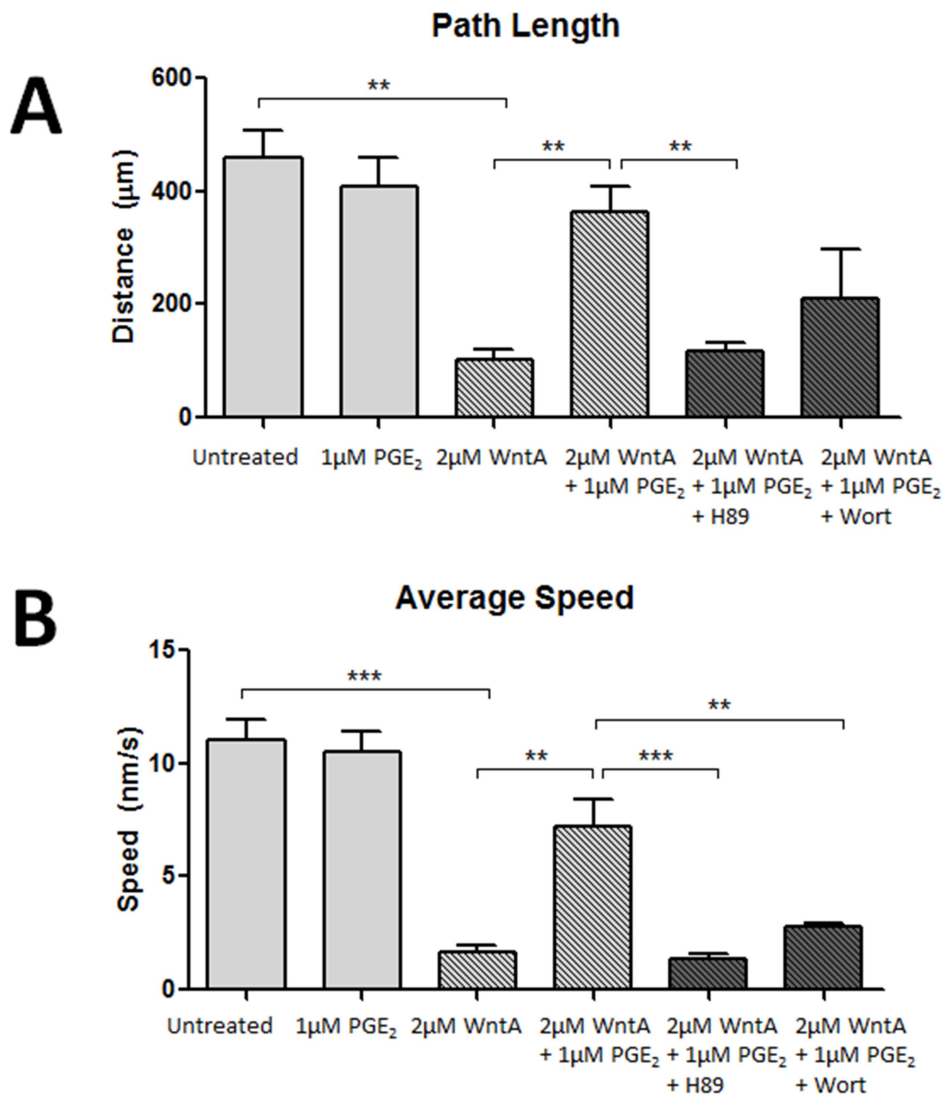 A
Path Length
Distance (µm)
600
400
200
0
**
**
**
Untreated
1µM PGE₂
2µM WntA
2µM WntA
+ 1µM PGE₂
2µM WntA
+ 1µM PGE₂
+ H89
2µM WntA
+ 1µM PGE₂
+ Wort
B
Average Speed
Speed (nm/s)
15
10
5
0
***
**
**
***
Untreated
1µM PGE₂
2µM WntA
2µM WntA
+ 1µM PGE₂
2µM WntA
+ 1µM PGE₂
+ H89
2µM WntA
+ 1µM PGE₂
+ Wort